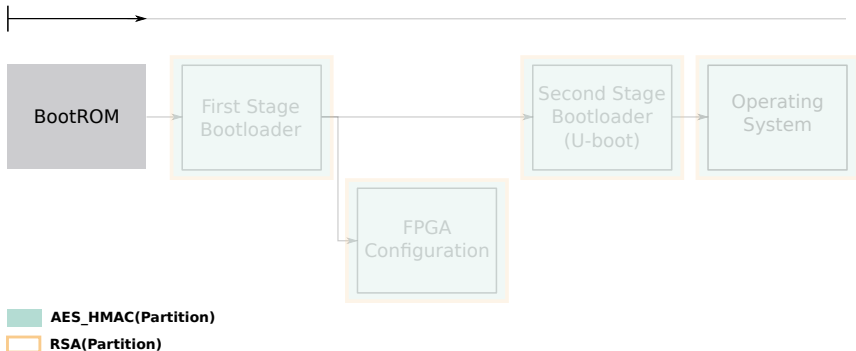 BootROM
First Stage
Bootloader
Second Stage
Bootloader
(U-boot)
Operating
System
FPGA
Configuration
AES_HMAC(Partition)
RSA(Partition)